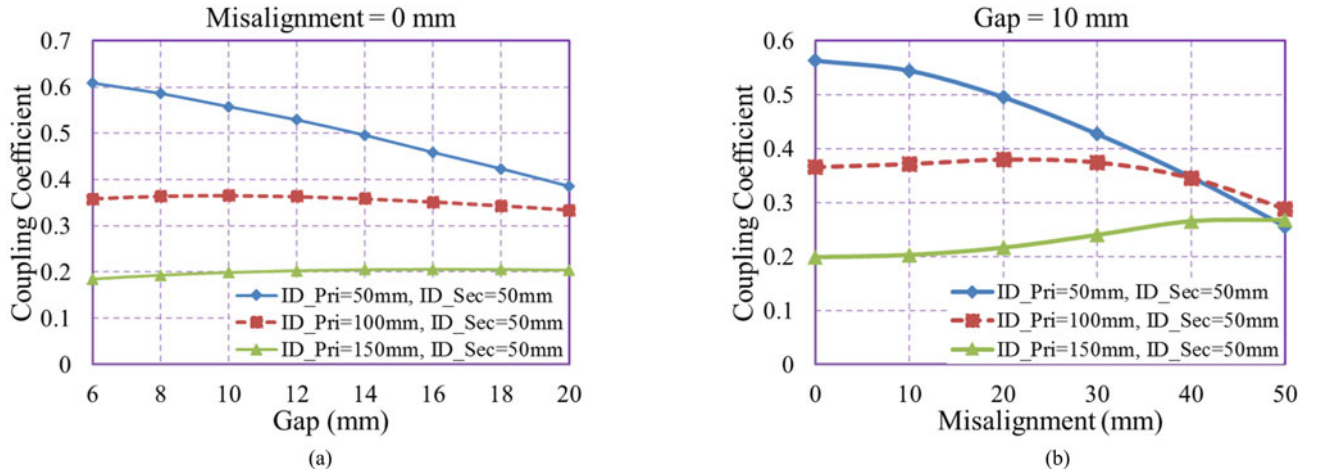 Misalignment = 0 mm
0.7
0.6
0.5
0.4
0.3
0.2
0.1
0
Coupling Coefficient
ID_Pri=50mm, ID_Sec=50mm
ID_Pri=100mm, ID_Sec=50mm
ID_Pri=150mm, ID_Sec=50mm
6 8 10 12 14 16 18 20
Gap (mm)
(a)
Gap = 10 mm
0.6
0.5
0.4
0.3
0.2
0.1
0
Coupling Coefficient
ID_Pri=50mm, ID_Sec=50mm
ID_Pri=100mm, ID_Sec=50mm
ID_Pri=150mm, ID_Sec=50mm
0 10 20 30 40 50
Misalignment (mm)
(b)